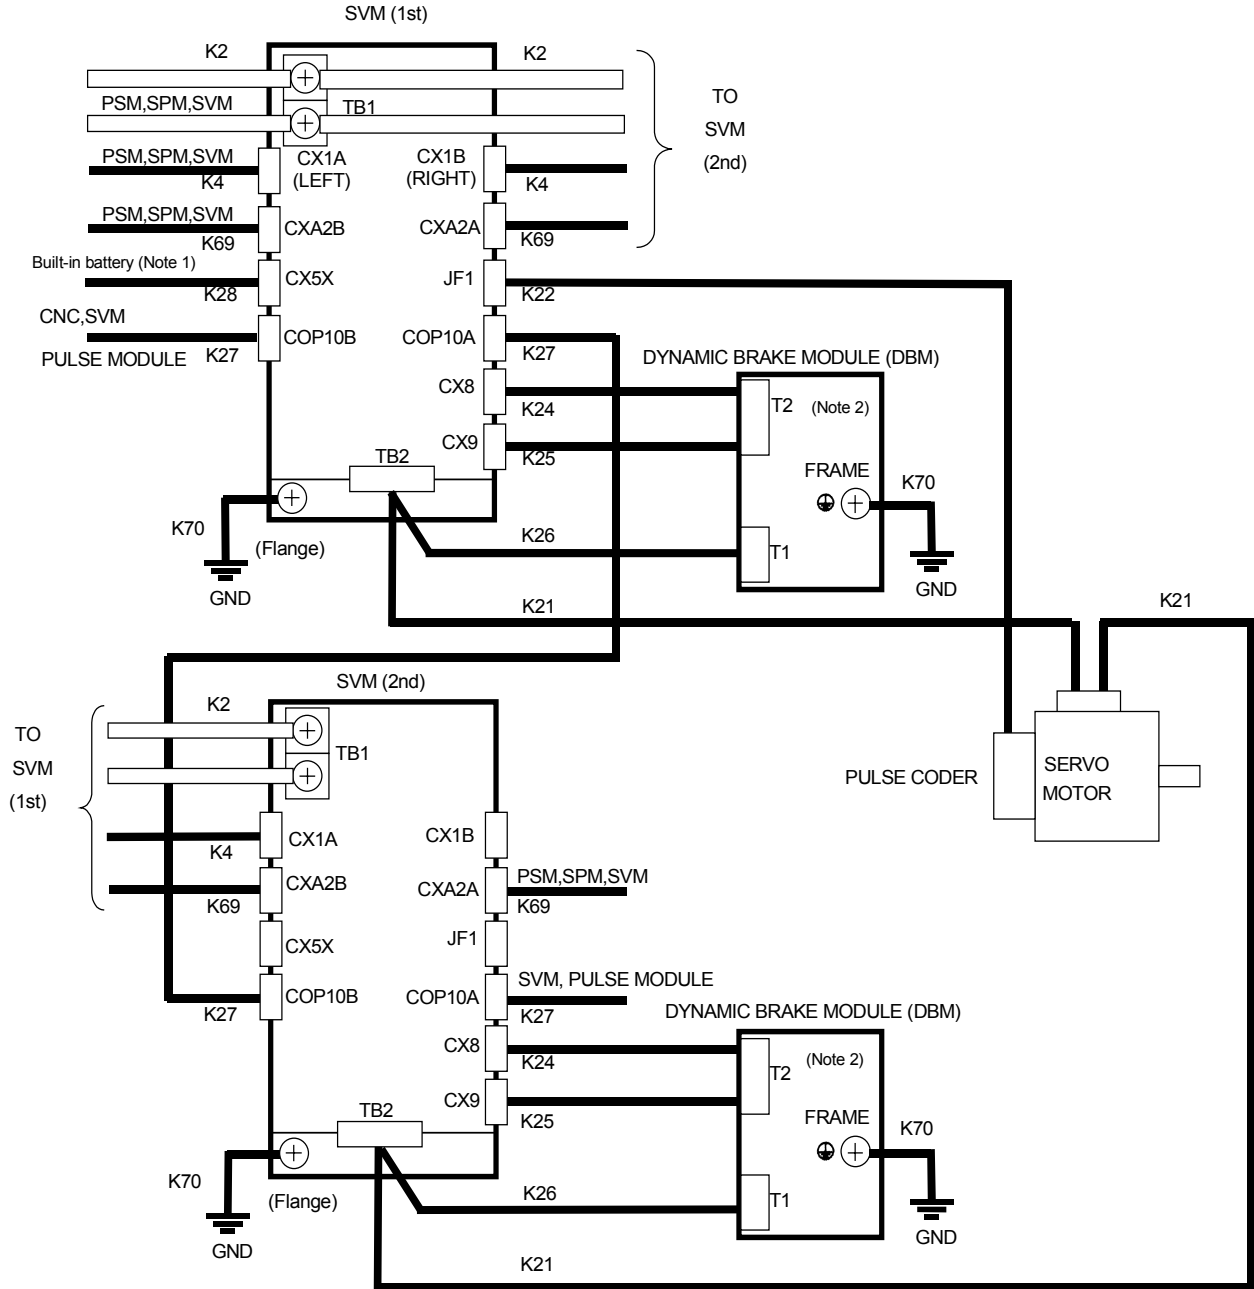 SVM (1st)
K2
K2
PSM,SPM,SVM
TB1
TO
SVM
(2nd)
PSM,SPM,SVM
K4
CX1A
(LEFT)
CX1B
(RIGHT)
K4
PSM,SPM,SVM
K69
CXA2B
CXA2A
K69
Built-in battery (Note 1)
K28
CX5X
JF1
K22
CNC,SVM
PULSE MODULE
K27
COP10B
COP10A
K27
DYNAMIC BRAKE MODULE (DBM)
CX8
K24
T2
(Note 2)
CX9
K25
TB2
FRAME
K70
K70
(Flange)
K26
T1
GND
GND
K21
K21
SVM (2nd)
K2
TO
SVM
(1st)
TB1
PULSE CODER
SERVO
MOTOR
K4
CX1A
CX1B
K69
CXA2B
CXA2A
PSM,SPM,SVM
K69
CX5X
JF1
K27
COP10B
COP10A
SVM, PULSE MODULE
K27
DYNAMIC BRAKE MODULE (DBM)
CX8
K24
T2
(Note 2)
CX9
K25
TB2
FRAME
K70
K70
(Flange)
K26
T1
GND
GND
K21